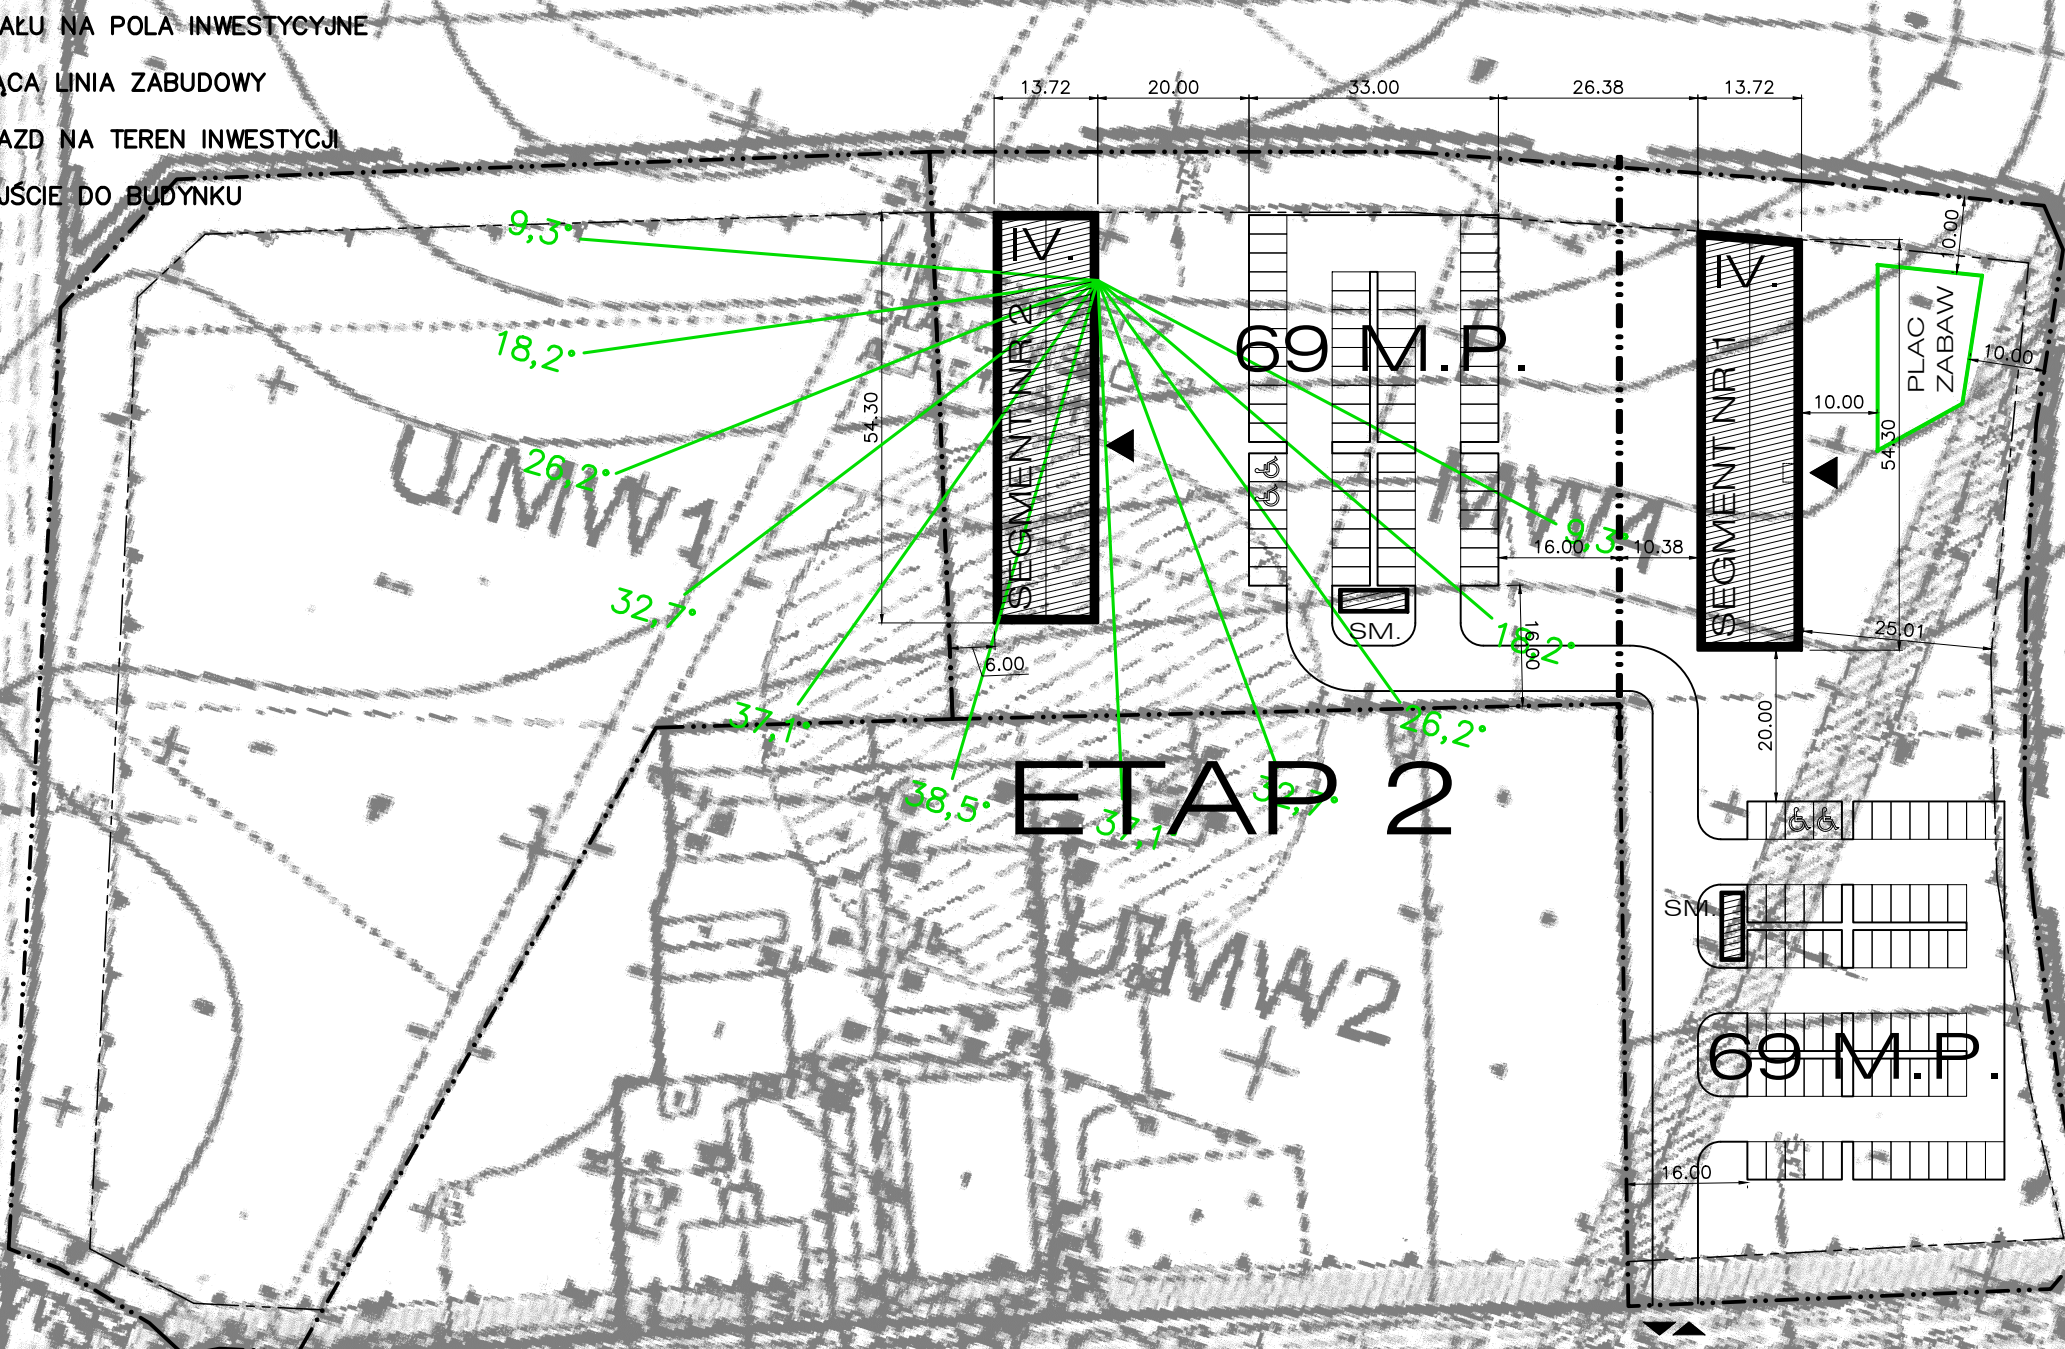 AŁU NA POLA INWESTYCYJNE
ĄCA LINIA ZABUDOWY
AZD NA TEREN INWESTYCJI
JŚCIE DO BUDYNKU
13.72
20.00
33.00
26.38
13.72
9,3°
18,2°
26,2°
32,7°
37,1°
38,5°
37,1°
32,7°
26,2°
18,2°
9,3°
IV.
SEGMENT NR 2
54.30
6.00
69 M.P.
SM.
16.00
10.38
16.00
IV.
SEGMENT NR 1
54.30
10.00
PLAC
ZABAW
10.00
10.00
25.01
20.00
U/MW1
MW4
ETAP 2
U/MW2
SM.
69 M.P.
16.00